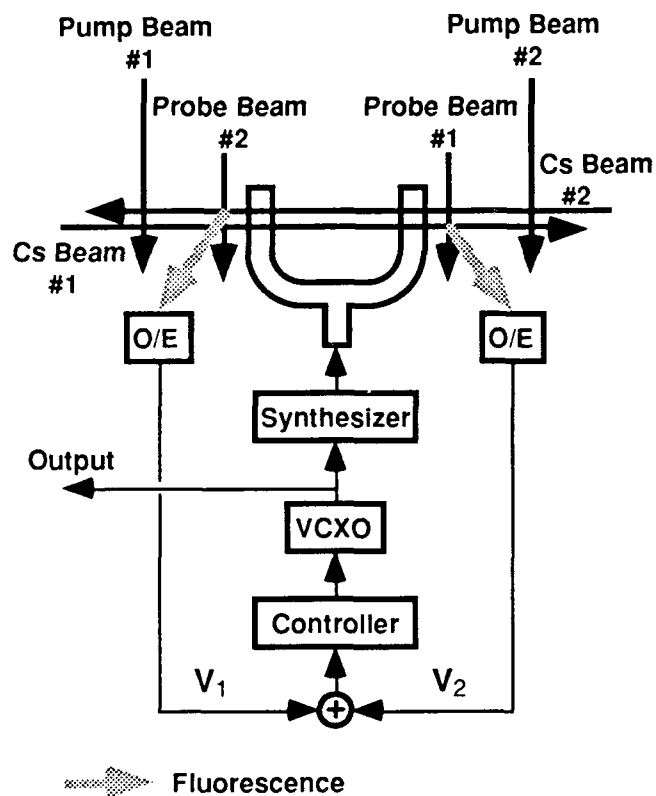 Pump Beam
#1
Pump Beam
#2
Probe Beam
#2
Probe Beam
#1
Cs Beam
#2
Cs Beam
#1
O/E
O/E
Synthesizer
Output
VCXO
Controller
V1
V2
+
Fluorescence